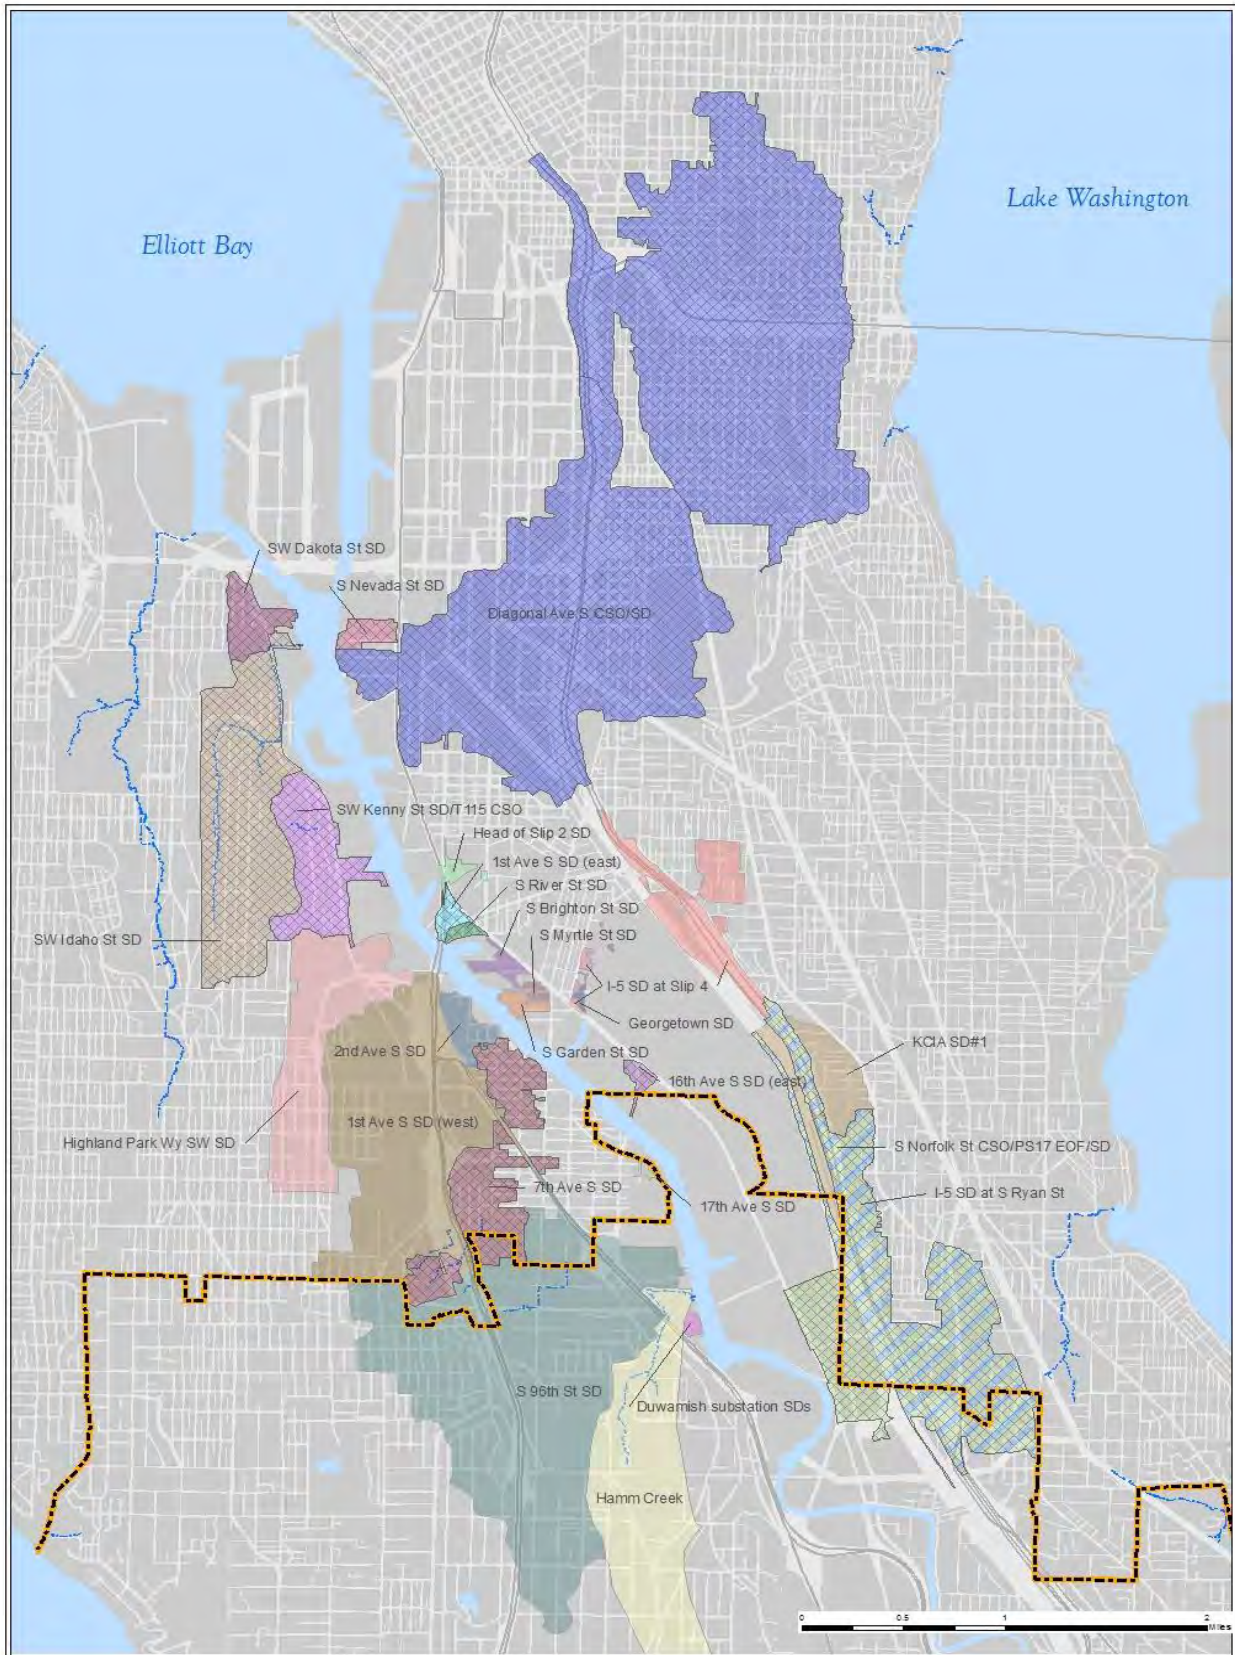 Lake Washington
Elliott Bay
SW Dakota St SD
S Nevada St SD
Diagonal Ave S CSO/SD
SW Kenny St SD/T115 CSO
Head of Slip 2 SD
1st Ave S SD (east)
S River St SD
S Brighton St SD
S Myrtle St SD
SW Idaho St SD
I-5 SD at Slip 4
Georgetown SD
KCIA SD#1
2nd Ave S SD
S Garden St SD
16th Ave S SD (east)
1st Ave S SD (west)
Highland Park Wy SW SD
S Norfolk St CSO/PS17 EOF/SD
7th Ave S SD
I-5 SD at S Ryan St
17th Ave S SD
S 96th St SD
Duwamish substation SDs
Hamm Creek
0 0.5 1 2
Miles